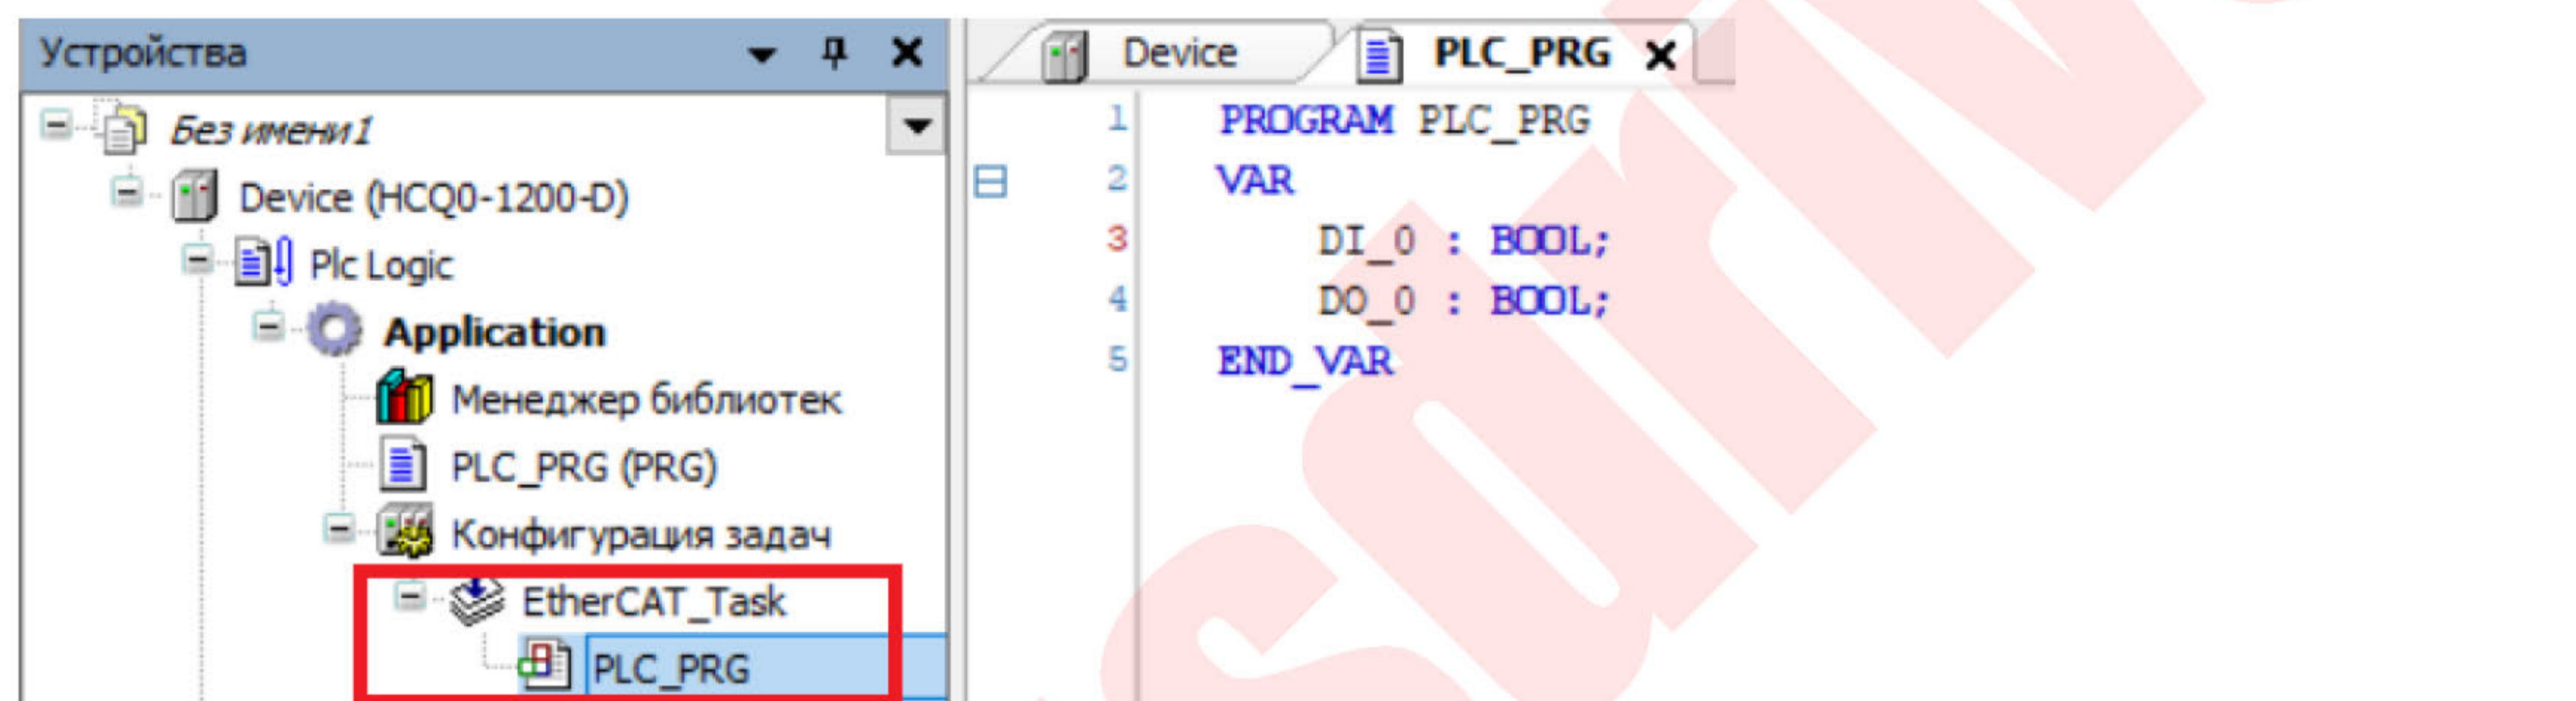 Устройства
Без имени1
Device (HCQ0-1200-D)
Plc Logic
Application
Менеджер библиотек
PLC_PRG (PRG)
Конфигурация задач
EtherCAT_Task
PLC_PRG
Device
PLC_PRG
1 PROGRAM PLC_PRG
2 VAR
3 DI_0 : BOOL;
4 DO_0 : BOOL;
5 END_VAR